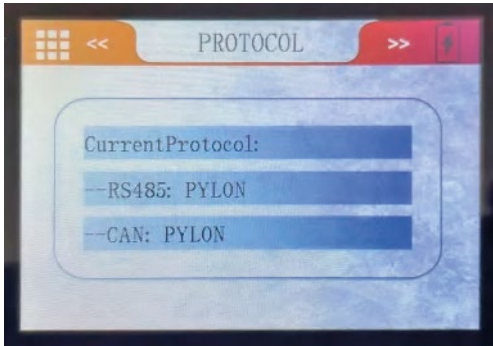 << PROTOCOL >>
CurrentProtocol:
--RS485: PYLON
--CAN: PYLON